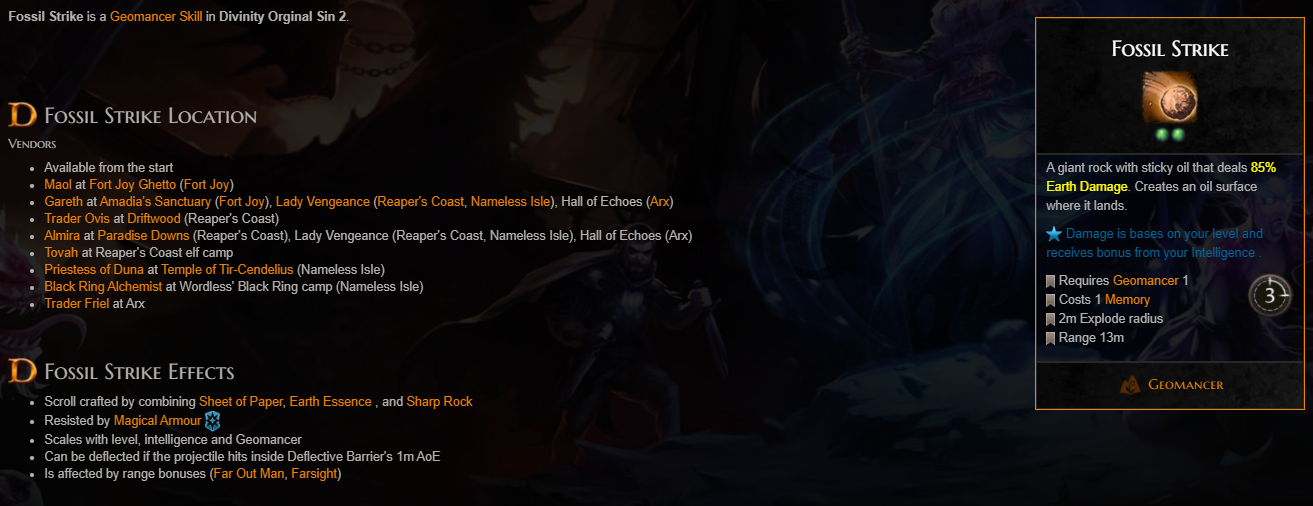 Fossil Strike is a Geomancer Skill in Divinity Orginal Sin 2.
Fossil Strike Location
Vendors
Available from the start
Maol at Fort Joy Ghetto (Fort Joy)
Gareth at Amadia's Sanctuary (Fort Joy), Lady Vengeance (Reaper's Coast, Nameless Isle), Hall of Echoes (Arx)
Trader Ovis at Driftwood (Reaper's Coast)
Almira at Paradise Downs (Reaper's Coast), Lady Vengeance (Reaper's Coast, Nameless Isle), Hall of Echoes (Arx)
Tovah at Reaper's Coast elf camp
Priestess of Duna at Temple of Tir-Cendelius (Nameless Isle)
Black Ring Alchemist at Wordless' Black Ring camp (Nameless Isle)
Trader Friel at Arx
Fossil Strike Effects
Scroll crafted by combining Sheet of Paper, Earth Essence , and Sharp Rock
Resisted by Magical Armour
Scales with level, intelligence and Geomancer
Can be deflected if the projectile hits inside Deflective Barrier's 1m AoE
Is affected by range bonuses (Far Out Man, Farsight)
Fossil Strike
A giant rock with sticky oil that deals 85%
Earth Damage. Creates an oil surface
where it lands.
Damage is bases on your level and
receives bonus from your Intelligence .
Requires Geomancer 1
Costs 1 Memory
2m Explode radius
Range 13m
3
Geomancer